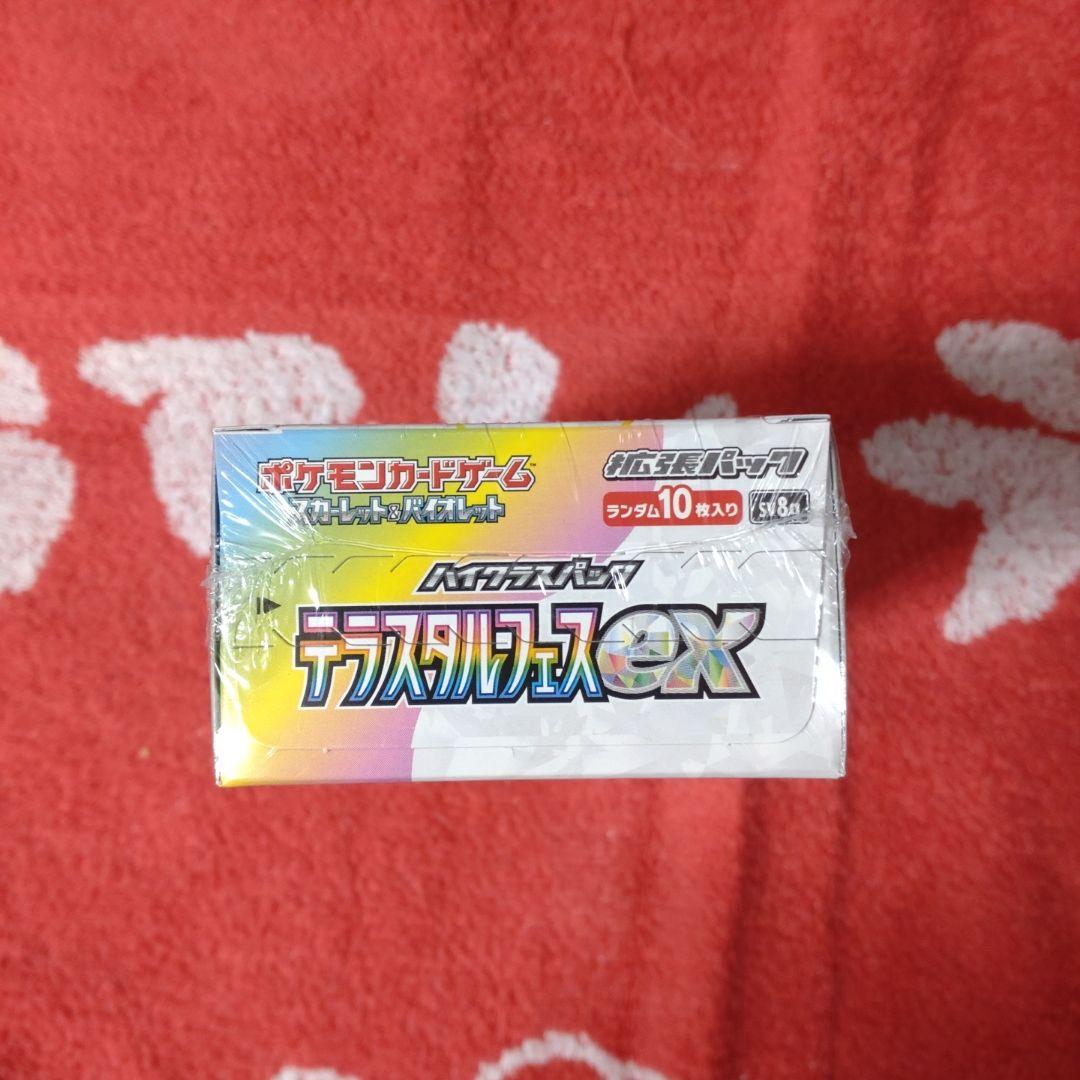 ポケモンカードゲーム™
スカーレット&バイオレット
拡張パック
ランダム10枚入り
SV8a
ハイクラスパック
テラスタルフェスex